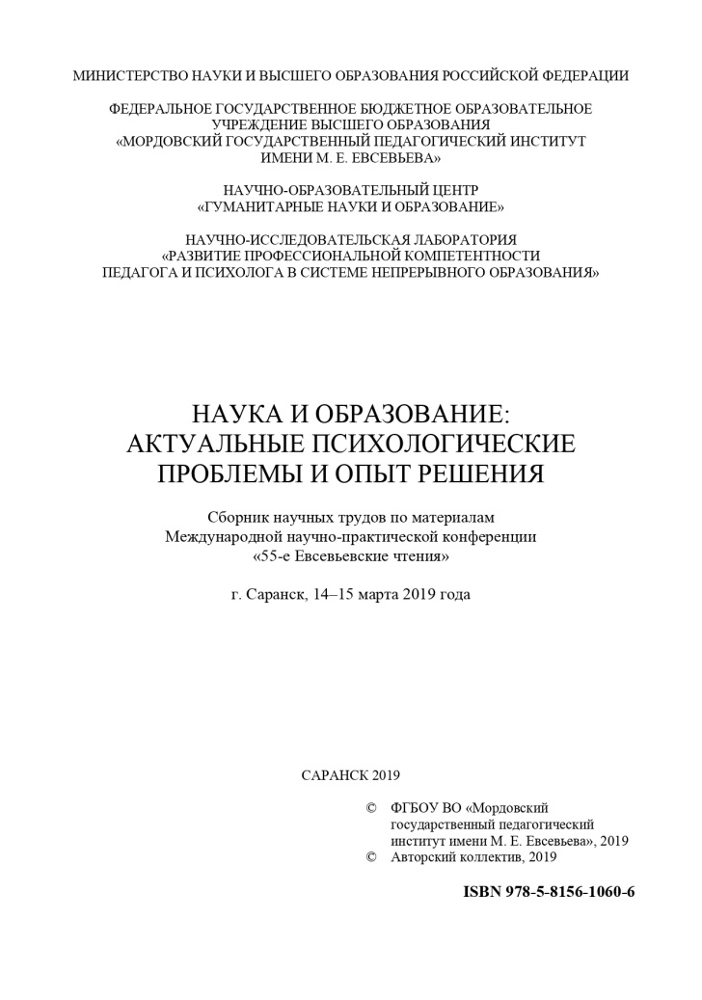 МИНИСТЕРСТВО НАУКИ И ВЫСШЕГО ОБРАЗОВАНИЯ РОССИЙСКОЙ ФЕДЕРАЦИИ
ФЕДЕРАЛЬНОЕ ГОСУДАРСТВЕННОЕ БЮДЖЕТНОЕ ОБРАЗОВАТЕЛЬНОЕ
УЧРЕЖДЕНИЕ ВЫСШЕГО ОБРАЗОВАНИЯ
«МОРДОВСКИЙ ГОСУДАРСТВЕННЫЙ ПЕДАГОГИЧЕСКИЙ ИНСТИТУТ
ИМЕНИ М. Е. ЕВСЕВЬЕВА»
НАУЧНО-ОБРАЗОВАТЕЛЬНЫЙ ЦЕНТР
«ГУМАНИТАРНЫЕ НАУКИ И ОБРАЗОВАНИЕ»
НАУЧНО-ИССЛЕДОВАТЕЛЬСКАЯ ЛАБОРАТОРИЯ
«РАЗВИТИЕ ПРОФЕССИОНАЛЬНОЙ КОМПЕТЕНТНОСТИ
ПЕДАГОГА И ПСИХОЛОГА В СИСТЕМЕ НЕПРЕРЫВНОГО ОБРАЗОВАНИЯ»
НАУКА И ОБРАЗОВАНИЕ:
АКТУАЛЬНЫЕ ПСИХОЛОГИЧЕСКИЕ
ПРОБЛЕМЫ И ОПЫТ РЕШЕНИЯ
Сборник научных трудов по материалам
Международной научно-практической конференции
«55-е Евсевьевские чтения»
г. Саранск, 14–15 марта 2019 года
САРАНСК 2019
© ФГБОУ ВО «Мордовский
государственный педагогический
институт имени М. Е. Евсевьева», 2019
© Авторский коллектив, 2019
ISBN 978-5-8156-1060-6